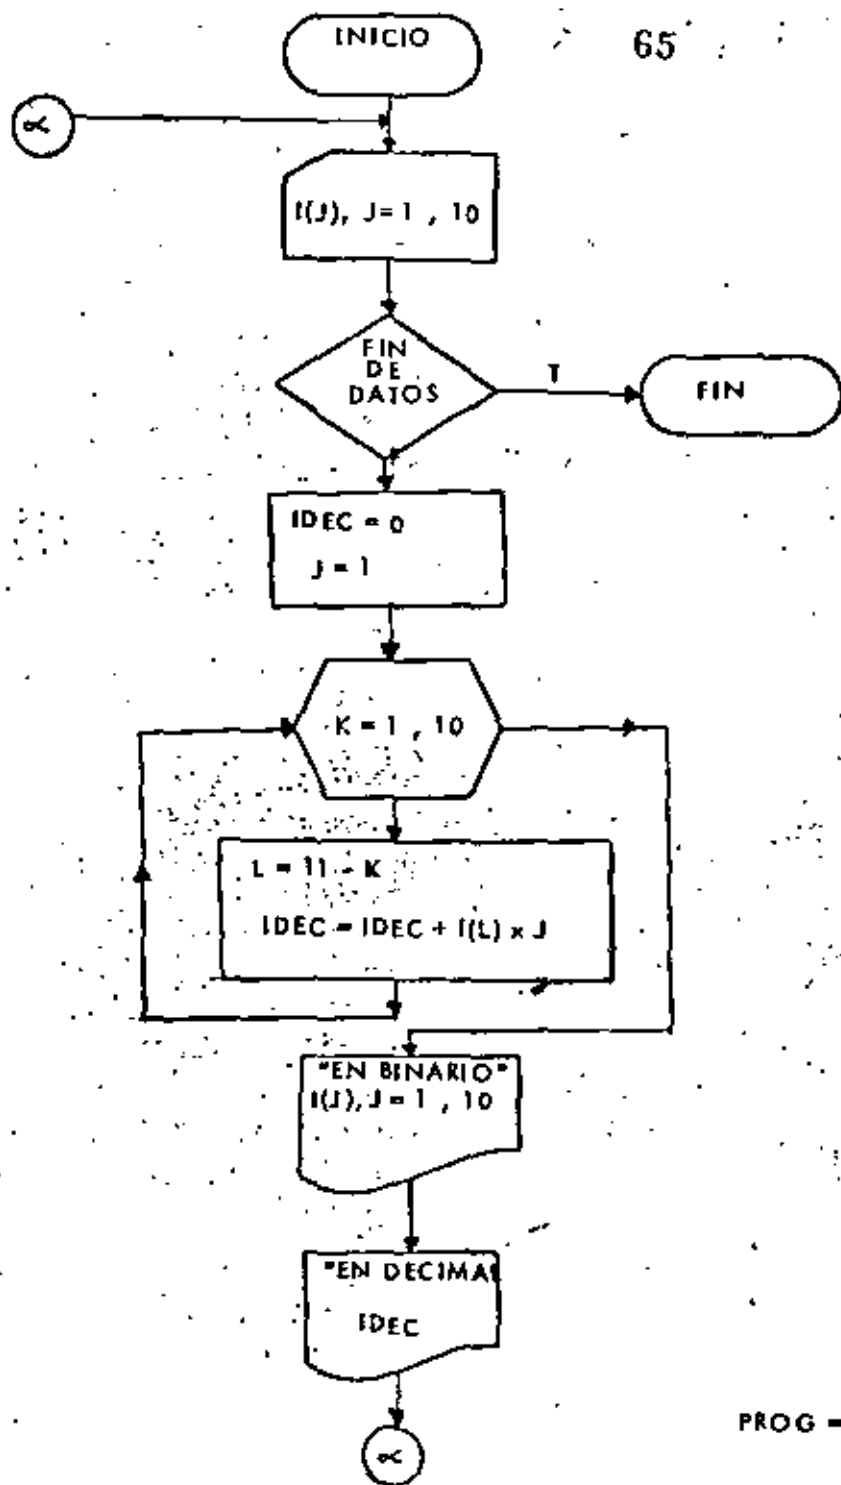 INICIO
65
∝
I(J), J=1 , 10
FIN
DE
DATOS
T
FIN
IDEC = 0
J = 1
K = 1 , 10
L = 11 - K
IDEC = IDEC + I(L) x J
"EN BINARIO"
I(J), J = 1 , 10
"EN DECIMAL
IDEC
PROG =
∝